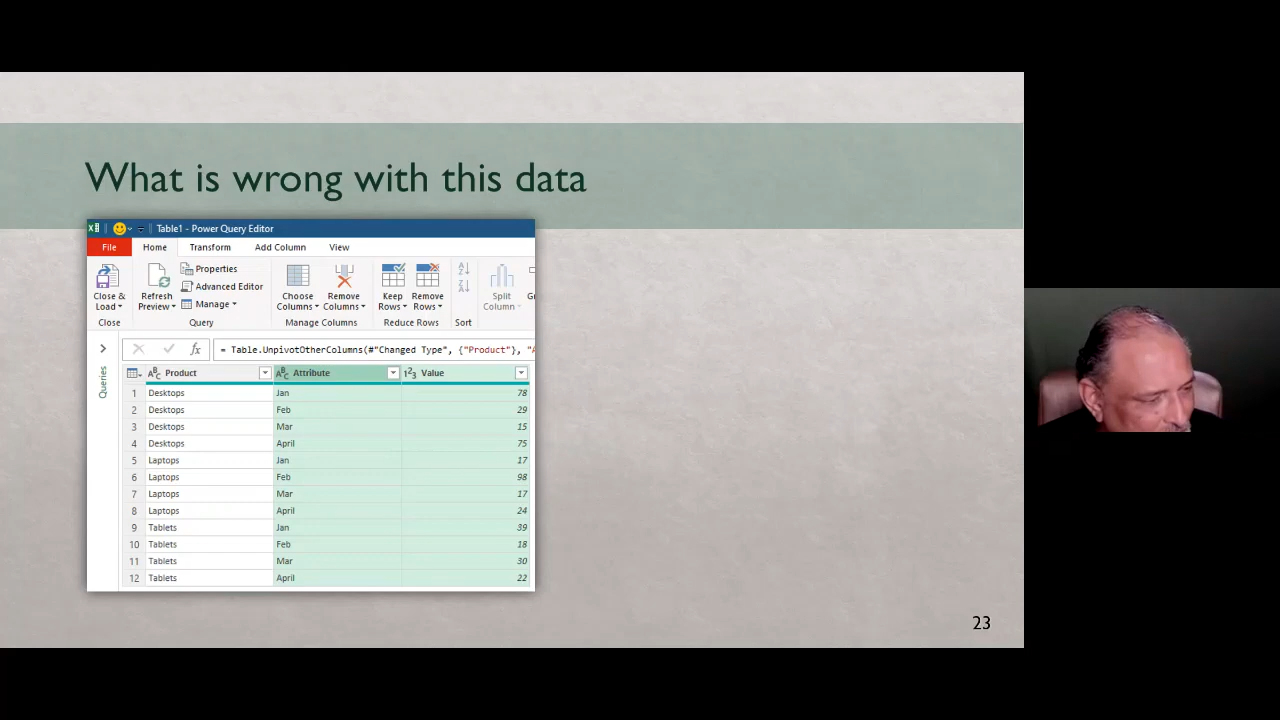 What is wrong with this data
Table1 - Power Query Editor
File Home Transform Add Column View
Properties
Advanced Editor
Manage
Close & Load
Refresh Preview
Choose Columns
Remove Columns
Keep Rows
Remove Rows
Split Column
Close Query Manage Columns Reduce Rows Sort
fx = Table.UnpivotOtherColumns(#"Changed Type", {"Product"}, "A
Queries
ABC Product ABC Attribute 123 Value
1 Desktops Jan 78
2 Desktops Feb 29
3 Desktops Mar 15
4 Desktops April 75
5 Laptops Jan 17
6 Laptops Feb 98
7 Laptops Mar 17
8 Laptops April 24
9 Tablets Jan 39
10 Tablets Feb 18
11 Tablets Mar 30
12 Tablets April 22
23